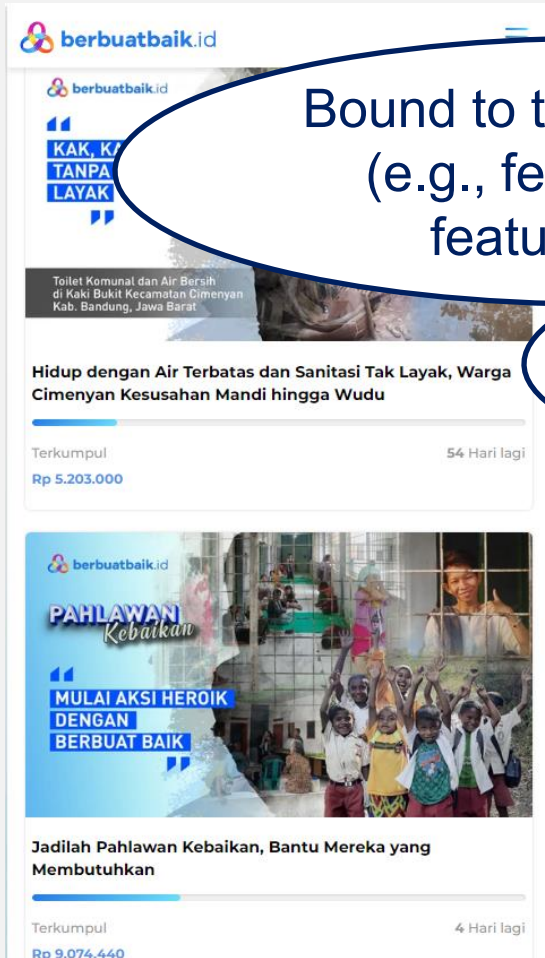 berbuatbaik.id
berbuatbaik.id
KAK, KA
TANPA
LAYAK
Bound to t
(e.g., fe
featu
Toilet Komunal dan Air Bersih
di Kaki Bukit Kecamatan Cimenyan
Kab. Bandung, Jawa Barat
Hidup dengan Air Terbatas dan Sanitasi Tak Layak, Warga
Cimenyan Kesusahan Mandi hingga Wudu
Terkumpul 54 Hari lagi
Rp 5.203.000
berbuatbaik.id
PAHLAWAN
Kebaikan
MULAI AKSI HEROIK
DENGAN
BERBUAT BAIK
Jadilah Pahlawan Kebaikan, Bantu Mereka yang
Membutuhkan
Terkumpul 4 Hari lagi
Rp 9.074.440